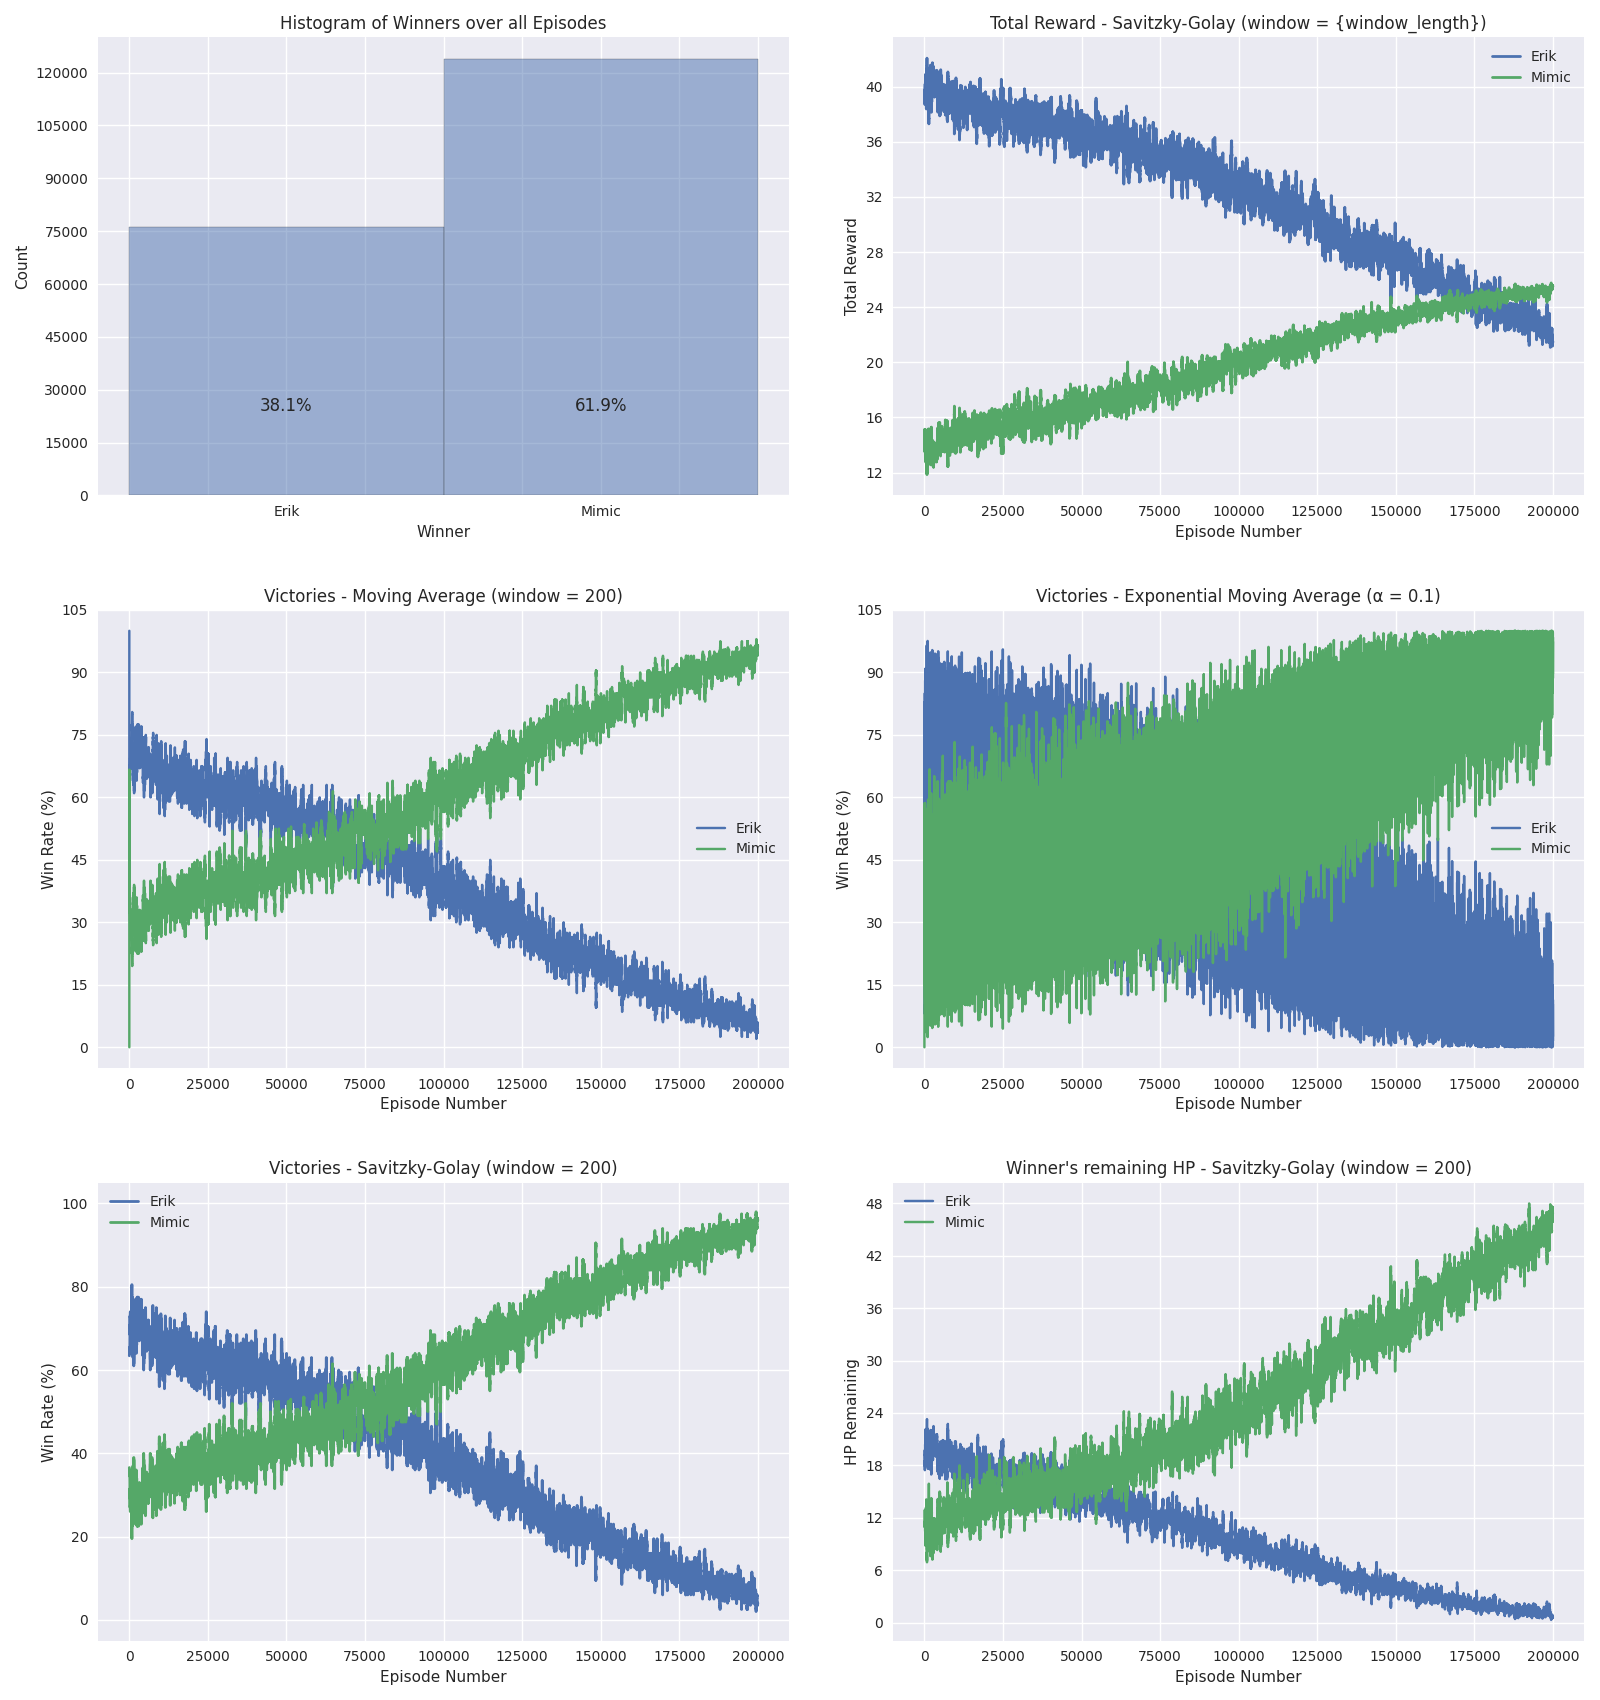 Histogram of Winners over all Episodes
120000
105000
90000
75000
60000
45000
30000
15000
0
Count
38.1%
61.9%
Erik
Mimic
Winner
Total Reward - Savitzky-Golay (window = {window_length})
Erik
Mimic
40
36
32
28
24
20
16
12
Total Reward
0 25000 50000 75000 100000 125000 150000 175000 200000
Episode Number
Victories - Moving Average (window = 200)
105
90
75
60
45
30
15
0
Win Rate (%)
Erik
Mimic
0 25000 50000 75000 100000 125000 150000 175000 200000
Episode Number
Victories - Exponential Moving Average (α = 0.1)
105
90
75
60
45
30
15
0
Win Rate (%)
Erik
Mimic
0 25000 50000 75000 100000 125000 150000 175000 200000
Episode Number
Victories - Savitzky-Golay (window = 200)
Erik
Mimic
100
80
60
40
20
0
Win Rate (%)
0 25000 50000 75000 100000 125000 150000 175000 200000
Episode Number
Winner's remaining HP - Savitzky-Golay (window = 200)
Erik
Mimic
48
42
36
30
24
18
12
6
0
HP Remaining
0 25000 50000 75000 100000 125000 150000 175000 200000
Episode Number